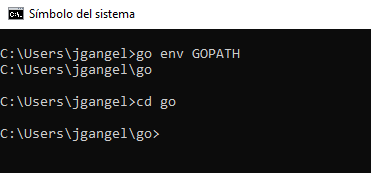 Símbolo del sistema
C:\Users\jgangel>go env GOPATH
C:\Users\jgangel\go
C:\Users\jgangel>cd go
C:\Users\jgangel\go>